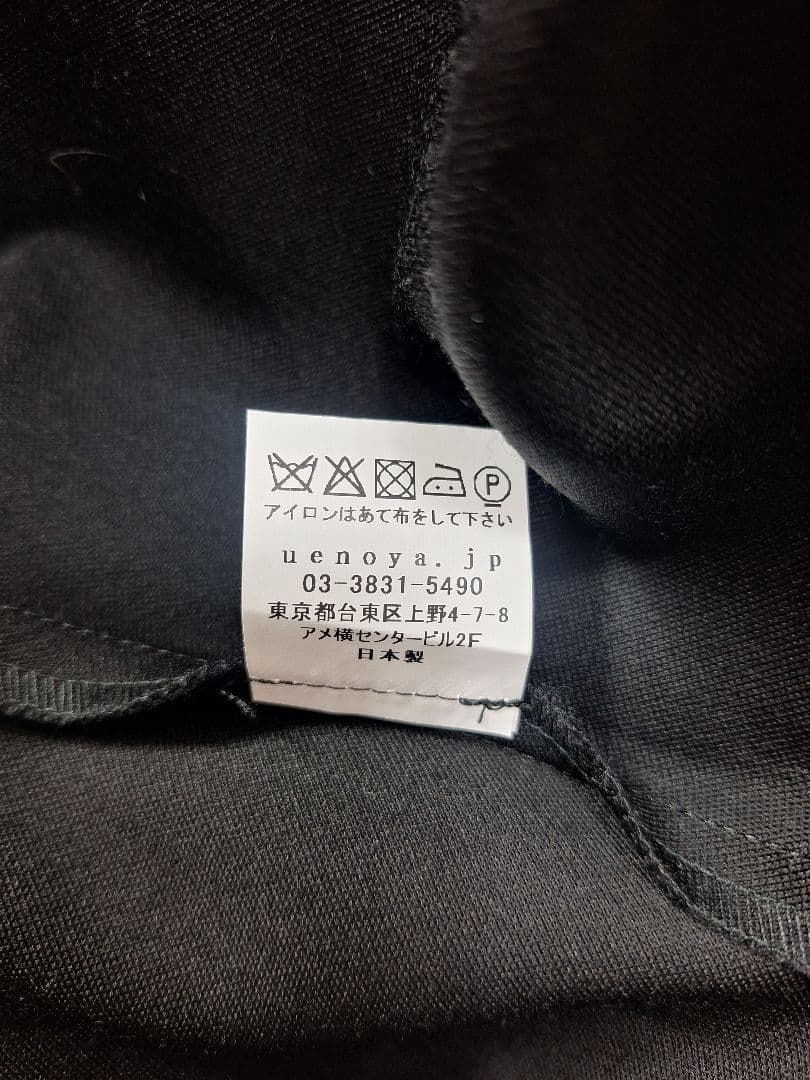 P
アイロンはあて布をして下さい
uenoya.jp
03-3831-5490
東京都台東区上野4-7-8
アメ横センタービル2F
日本製